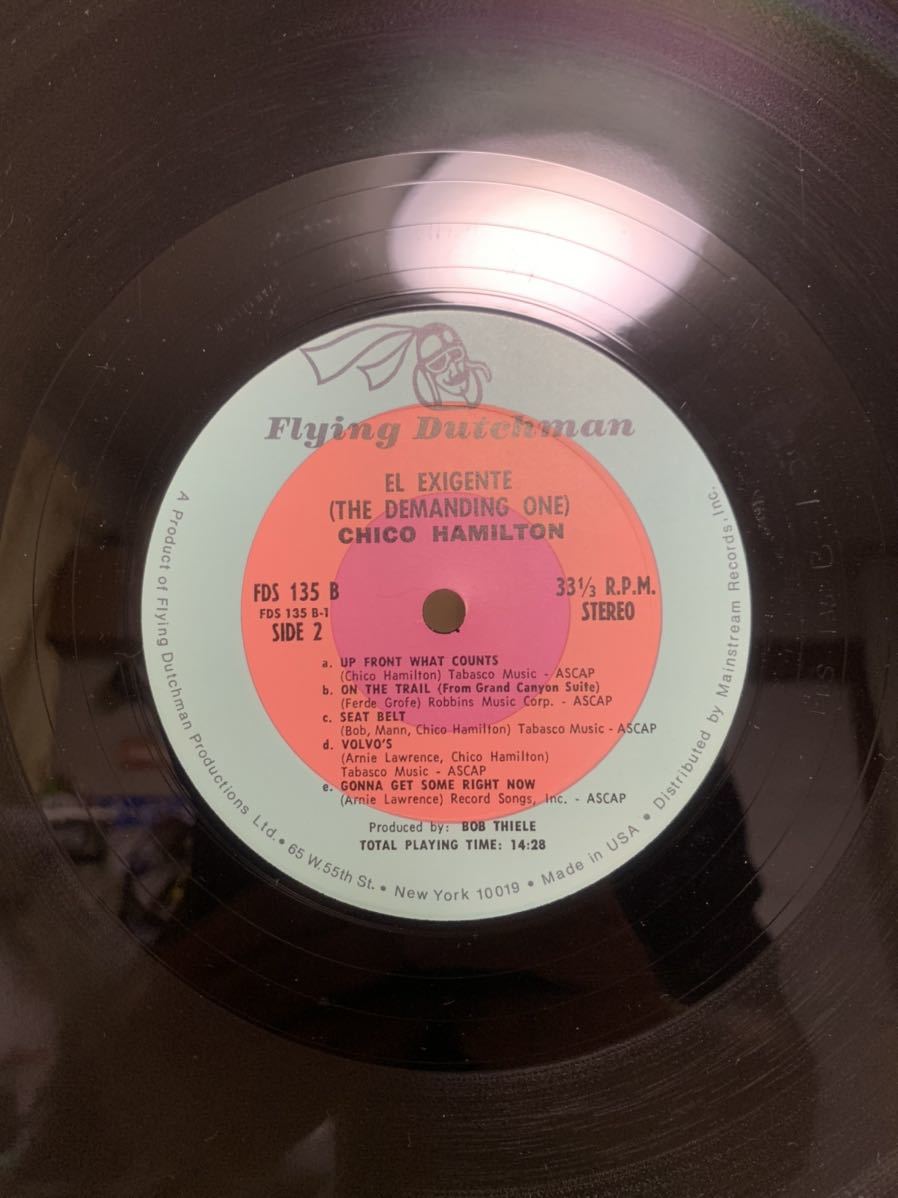 Flying Dutchman
EL EXIGENTE
(THE DEMANDING ONE)
CHICO HAMILTON
FDS 135 B
FDS 135 B-1
SIDE 2
33⅓ R.P.M.
STEREO
a. UP FRONT WHAT COUNTS
(Chico Hamilton) Tabasco Music - ASCAP
b. ON THE TRAIL (From Grand Canyon Suite)
(Ferde Grofe) Robbins Music Corp. - ASCAP
c. SEAT BELT
(Bob, Mann, Chico Hamilton) Tabasco Music - ASCAP
d. VOLVO'S
(Arnie Lawrence, Chico Hamilton)
Tabasco Music - ASCAP
e. GONNA GET SOME RIGHT NOW
(Arnie Lawrence) Record Songs, Inc. - ASCAP
Produced by: BOB THIELE
TOTAL PLAYING TIME: 14:28
A Product of Flying Dutchman Productions Ltd. • 65 W. 55th St. • New York 10019 • Made in USA • Distributed by Mainstream Records, Inc.